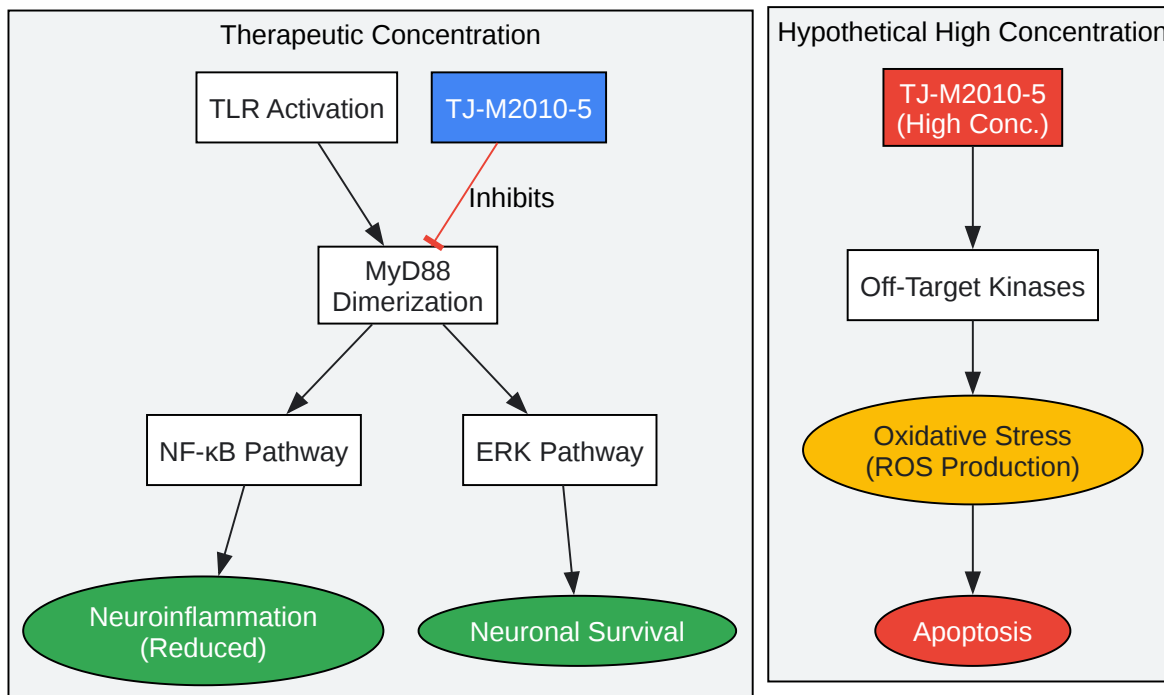 Therapeutic Concentration
TLR Activation
TJ-M2010-5
Inhibits
MyD88
Dimerization
NF-κB Pathway
ERK Pathway
Neuroinflammation
(Reduced)
Neuronal Survival
Hypothetical High Concentration
TJ-M2010-5
(High Conc.)
Off-Target Kinases
Oxidative Stress
(ROS Production)
Apoptosis